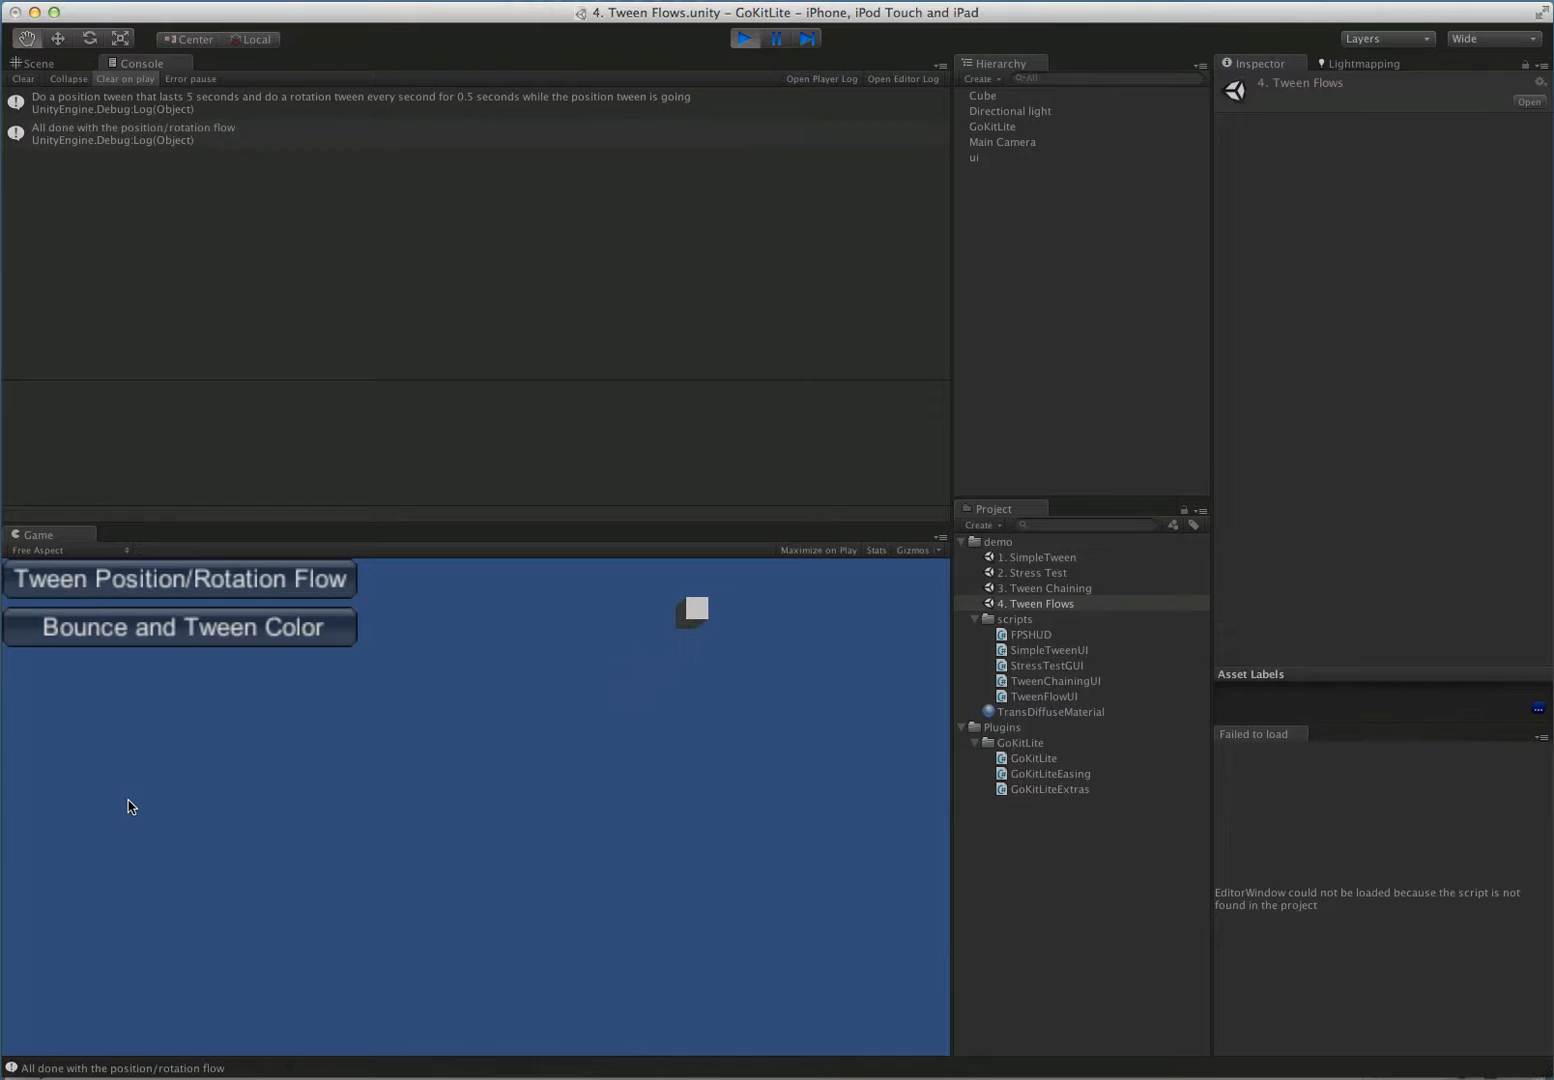 4. Tween Flows.unity – GoKitLite – iPhone, iPod Touch and iPad
Center
Local
Layers
Wide
Scene
Console
Clear
Collapse
Clear on play
Error pause
Open Player Log
Open Editor Log
Do a position tween that lasts 5 seconds and do a rotation tween every second for 0.5 seconds while the position tween is going
UnityEngine.Debug:Log(Object)
All done with the position/rotation flow
UnityEngine.Debug:Log(Object)
Hierarchy
Create
All
Cube
Directional light
GoKitLite
Main Camera
ui
Inspector
Lightmapping
4. Tween Flows
Open
Game
Free Aspect
Maximize on Play
Stats
Gizmos
Tween Position/Rotation Flow
Bounce and Tween Color
Project
Create
demo
1. SimpleTween
2. Stress Test
3. Tween Chaining
4. Tween Flows
scripts
FPSHUD
SimpleTweenUI
StressTestGUI
TweenChainingUI
TweenFlowUI
TransDiffuseMaterial
Plugins
GoKitLite
GoKitLite
GoKitLiteEasing
GoKitLiteExtras
Asset Labels
...
Failed to load
EditorWindow could not be loaded because the script is not
found in the project
All done with the position/rotation flow